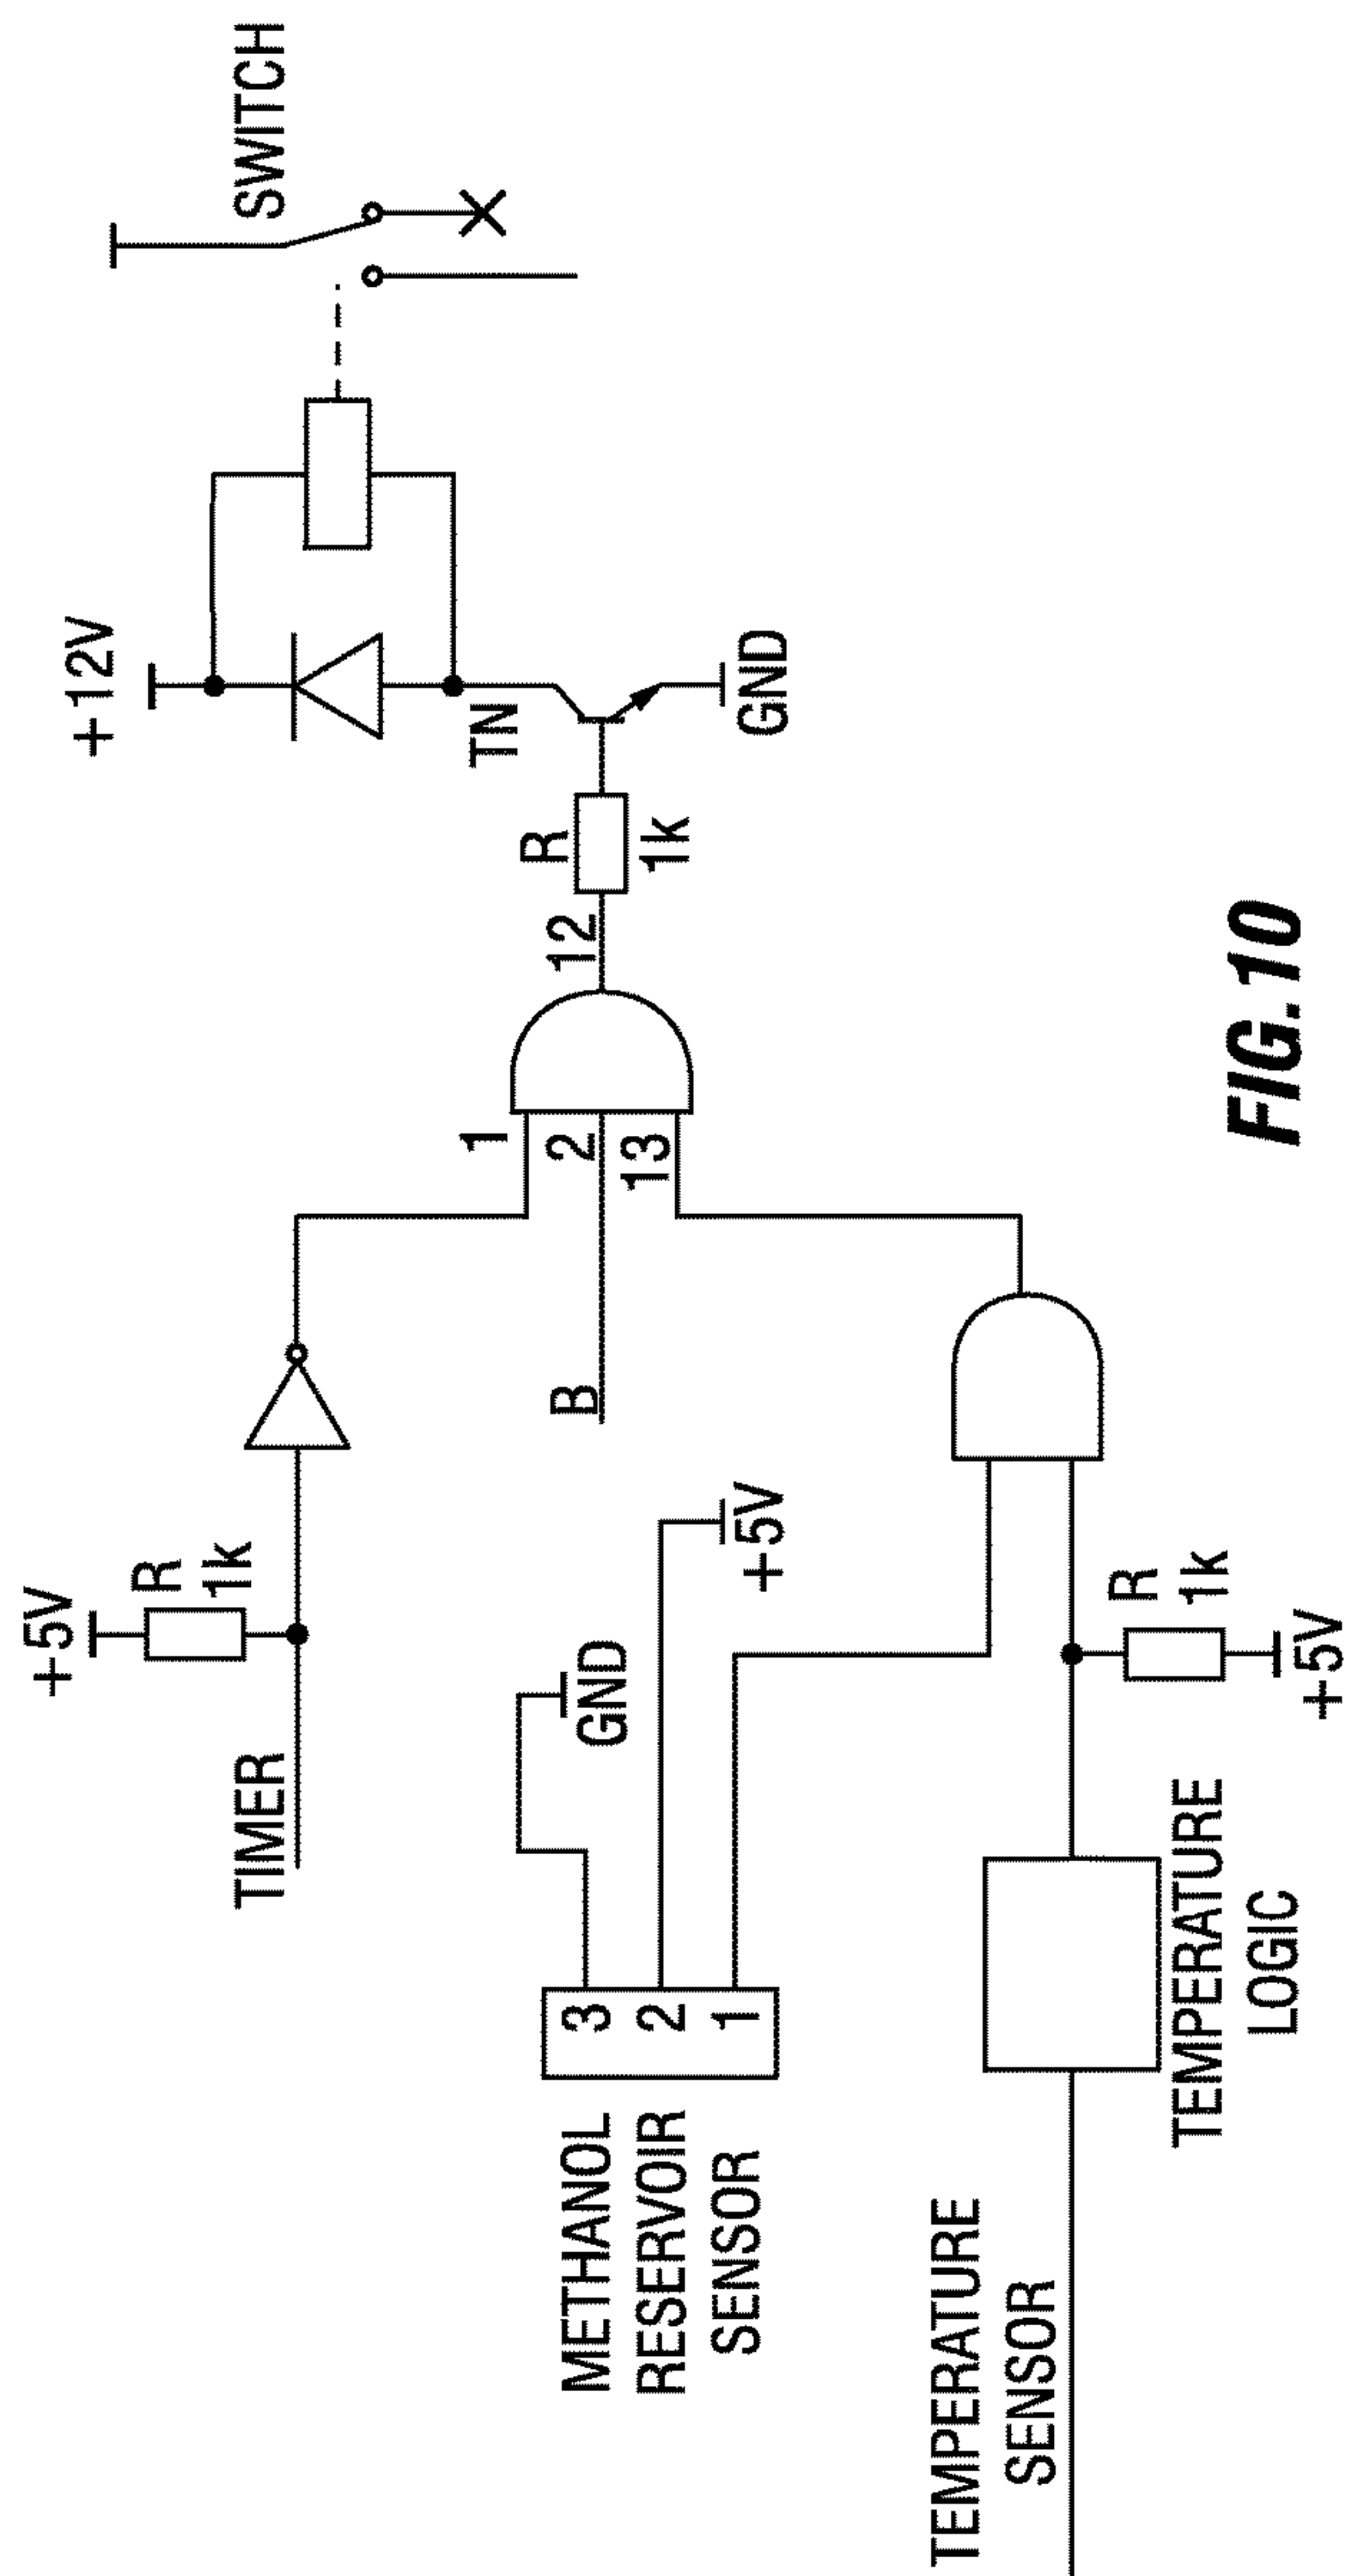 +5V
R
1k
TIMER
+12V
SWITCH
TN
R
1k
12
1
2
13
B
GND
METHANOL
RESERVOIR
SENSOR
3
2
1
GND
+5V
TEMPERATURE
SENSOR
TEMPERATURE
LOGIC
R
1k
+5V
FIG.10